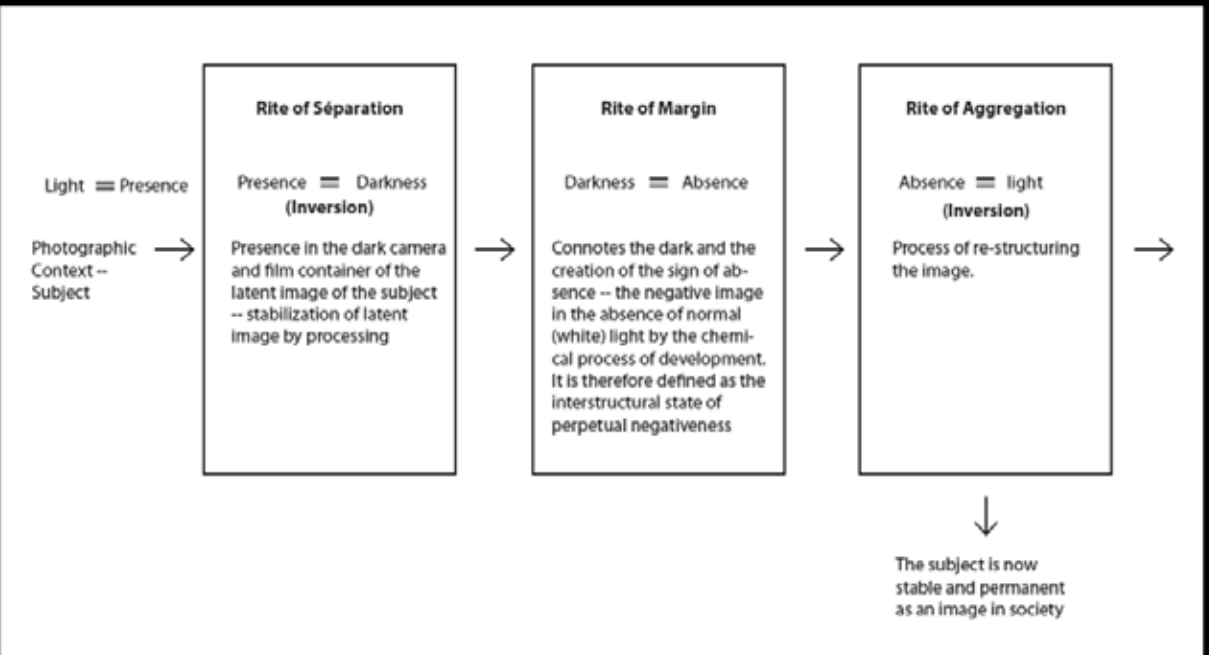 Light = Presence
Photographic
Context --
Subject
Rite of Séparation
Presence = Darkness
(Inversion)
Presence in the dark camera
and film container of the
latent image of the subject
-- stabilization of latent
image by processing
Rite of Margin
Darkness = Absence
Connotes the dark and the
creation of the sign of ab-
sence -- the negative image
in the absence of normal
(white) light by the chemi-
cal process of development.
It is therefore defined as the
interstructural state of
perpetual negativeness
Rite of Aggregation
Absence = light
(Inversion)
Process of re-structuring
the image.
The subject is now
stable and permanent
as an image in society